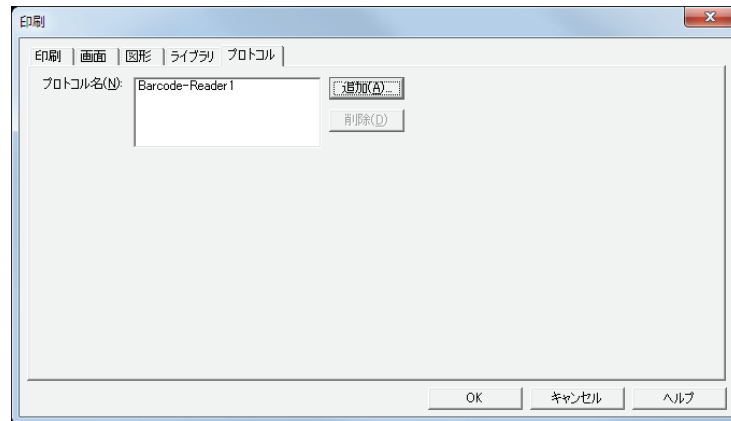 印刷
印刷 画面 図形 ライブラリ プロトコル
プロトコル名(N): Barcode-Reader1 追加(A)...
削除(D)
OK キャンセル ヘルプ